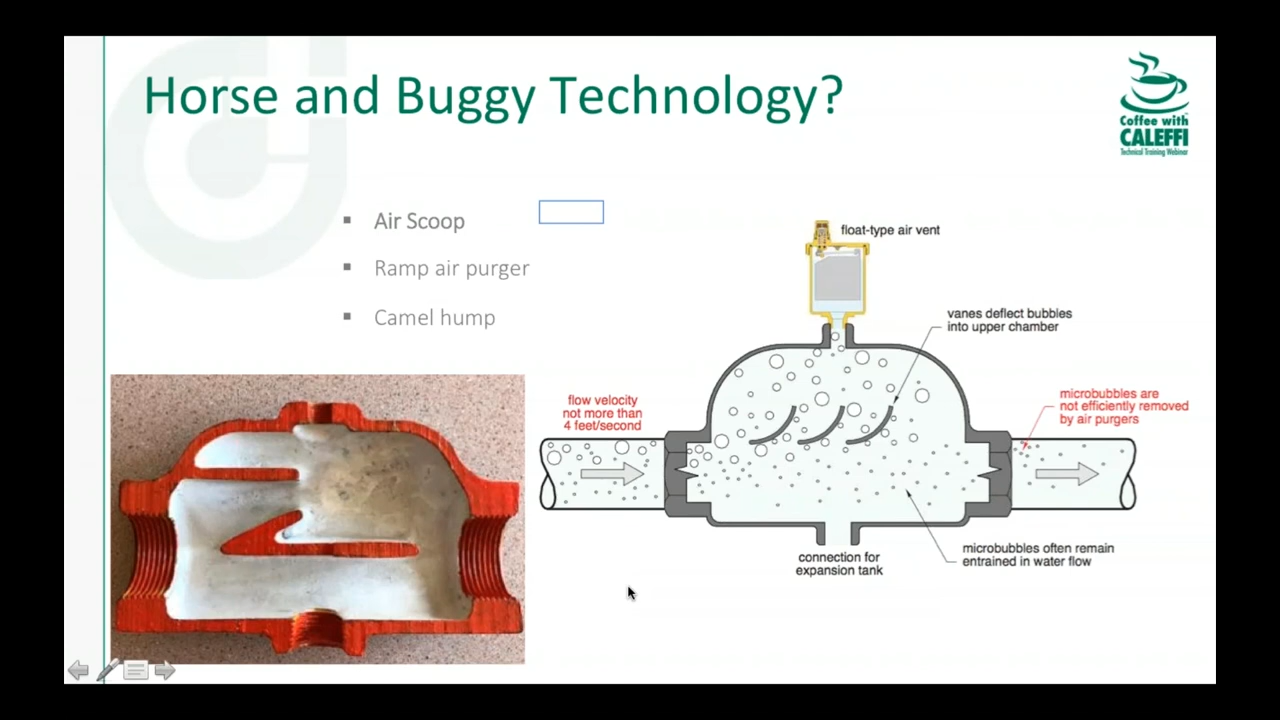 Horse and Buggy Technology?
Coffee with
CALEFFI
Technical Training Webinar
Air Scoop
Ramp air purger
Camel hump
float-type air vent
vanes deflect bubbles
into upper chamber
flow velocity
not more than
4 feet/second
microbubbles are
not efficiently removed
by air purgers
connection for
expansion tank
microbubbles often remain
entrained in water flow